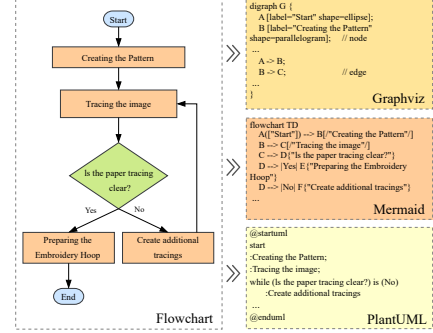 Start
Creating the Pattern
Tracing the image
Is the paper tracing
clear?
Yes
No
Preparing the
Embroidery Hoop
Create additional
tracings
End
Flowchart
digraph G {
A [label="Start" shape=ellipse];
B [label="Creating the Pattern"
shape=parallelogram]; // node
...
A -> B;
B -> C; // edge
...
}
Graphviz
flowchart TD
A(["Start"]) --> B[/"Creating the Pattern"/]
B --> C[/"Tracing the image"/]
C --> D{"Is the paper tracing clear?"}
D --> |Yes| E{"Preparing the Embroidery
Hoop"}
D --> |No| F{"Create additional tracings"}
...
Mermaid
@startuml
start
:Creating the Pattern;
:Tracing the image;
while (Is the paper tracing clear?) is (No)
:Create additional tracings
...
@enduml
PlantUML